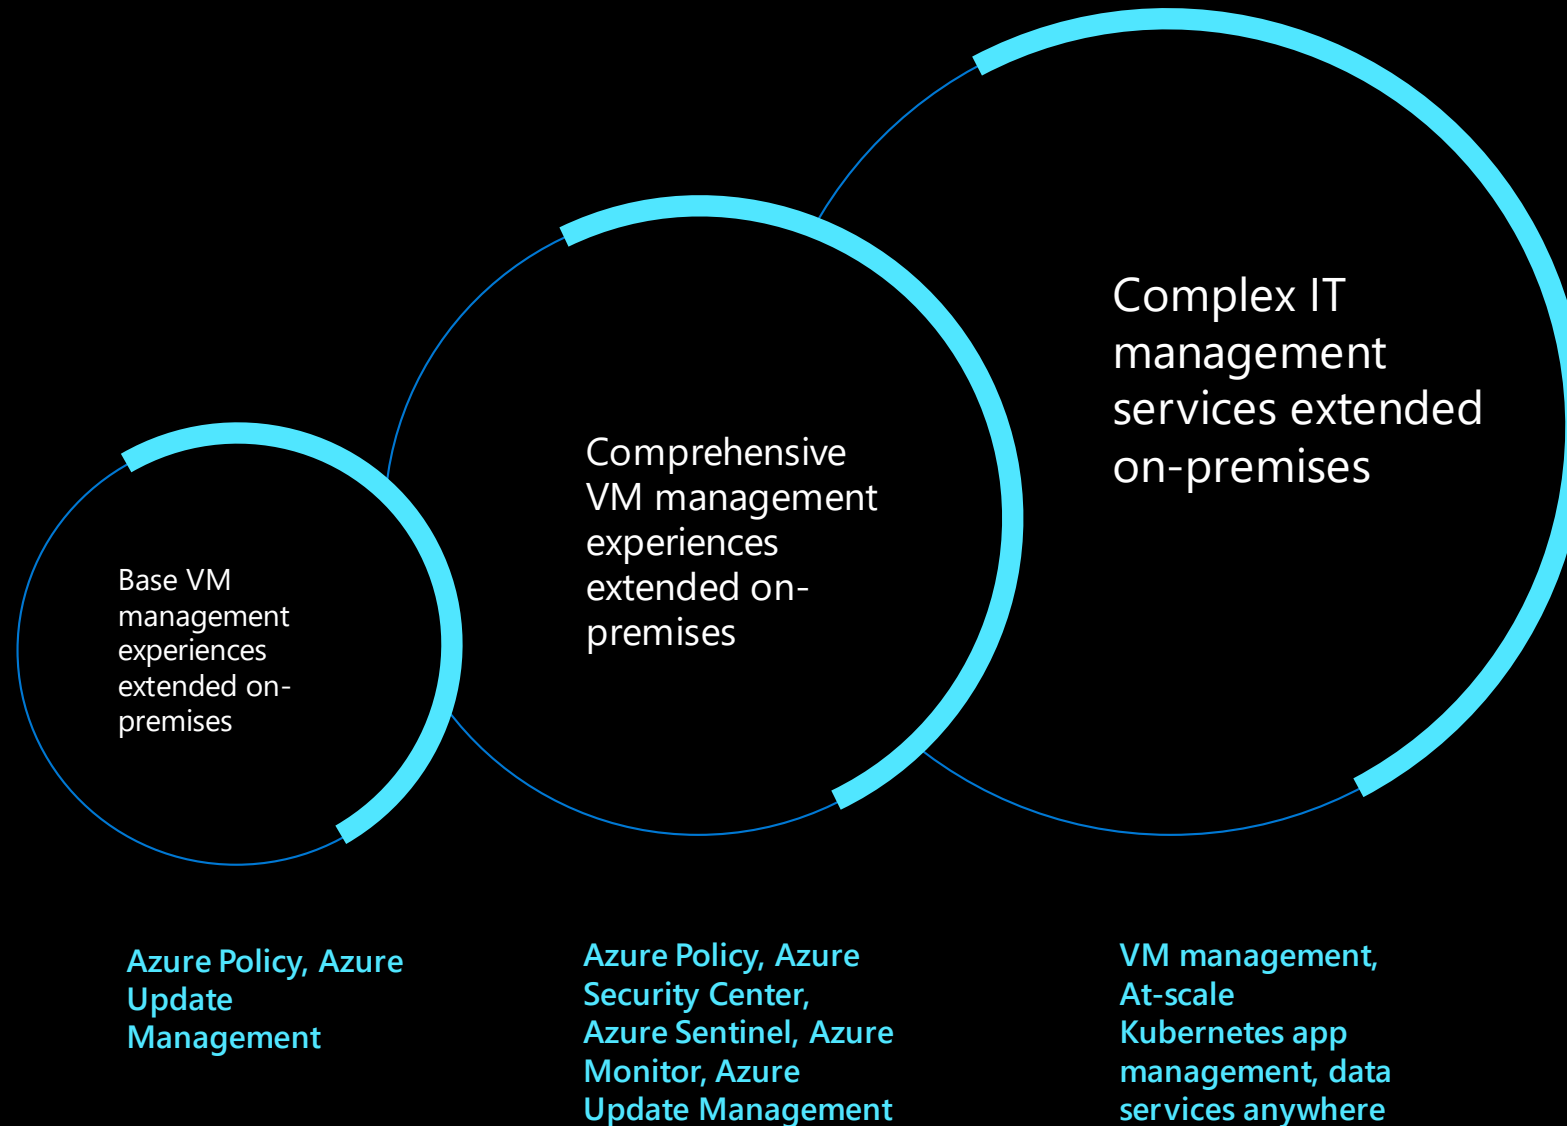 Base VM
management
experiences
extended on-
premises
Comprehensive
VM management
experiences
extended on-
premises
Complex IT
management
services extended
on-premises
Azure Policy, Azure
Update
Management
Azure Policy, Azure
Security Center,
Azure Sentinel, Azure
Monitor, Azure
Update Management
VM management,
At-scale
Kubernetes app
management, data
services anywhere